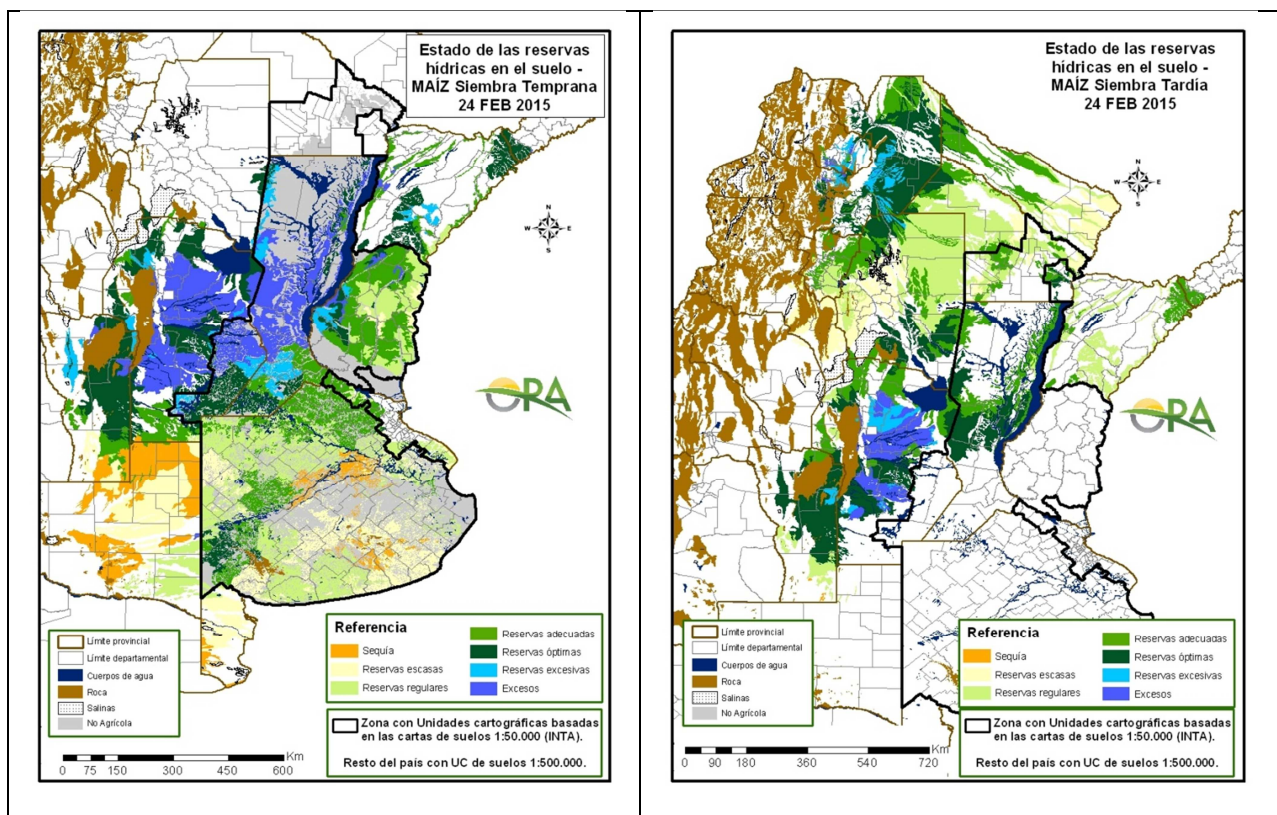 Estado de las reservas
hídricas en el suelo -
MAÍZ Siembra Temprana
24 FEB 2015
N
W E
S
ORA
Límite provincial
Límite departamental
Cuerpos de agua
Roca
Salinas
No Agrícola
Referencia
Sequía
Reservas escasas
Reservas regulares
Reservas adecuadas
Reservas óptimas
Reservas excesivas
Excesos
Zona con Unidades cartográficas basadas
en las cartas de suelos 1:50.000 (INTA).
Resto del país con UC de suelos 1:500.000.
Km
0 75 150 300 450 600
Estado de las reservas
hídricas en el suelo -
MAÍZ Siembra Tardía
24 FEB 2015
N
W E
S
ORA
Límite provincial
Límite departamental
Cuerpos de agua
Roca
Salinas
No Agrícola
Referencia
Sequía
Reservas escasas
Reservas regulares
Reservas adecuadas
Reservas óptimas
Reservas excesivas
Excesos
Zona con Unidades cartográficas basadas
en las cartas de suelos 1:50.000 (INTA).
Resto del país con UC de suelos 1:500.000.
Km
0 90 180 360 540 720